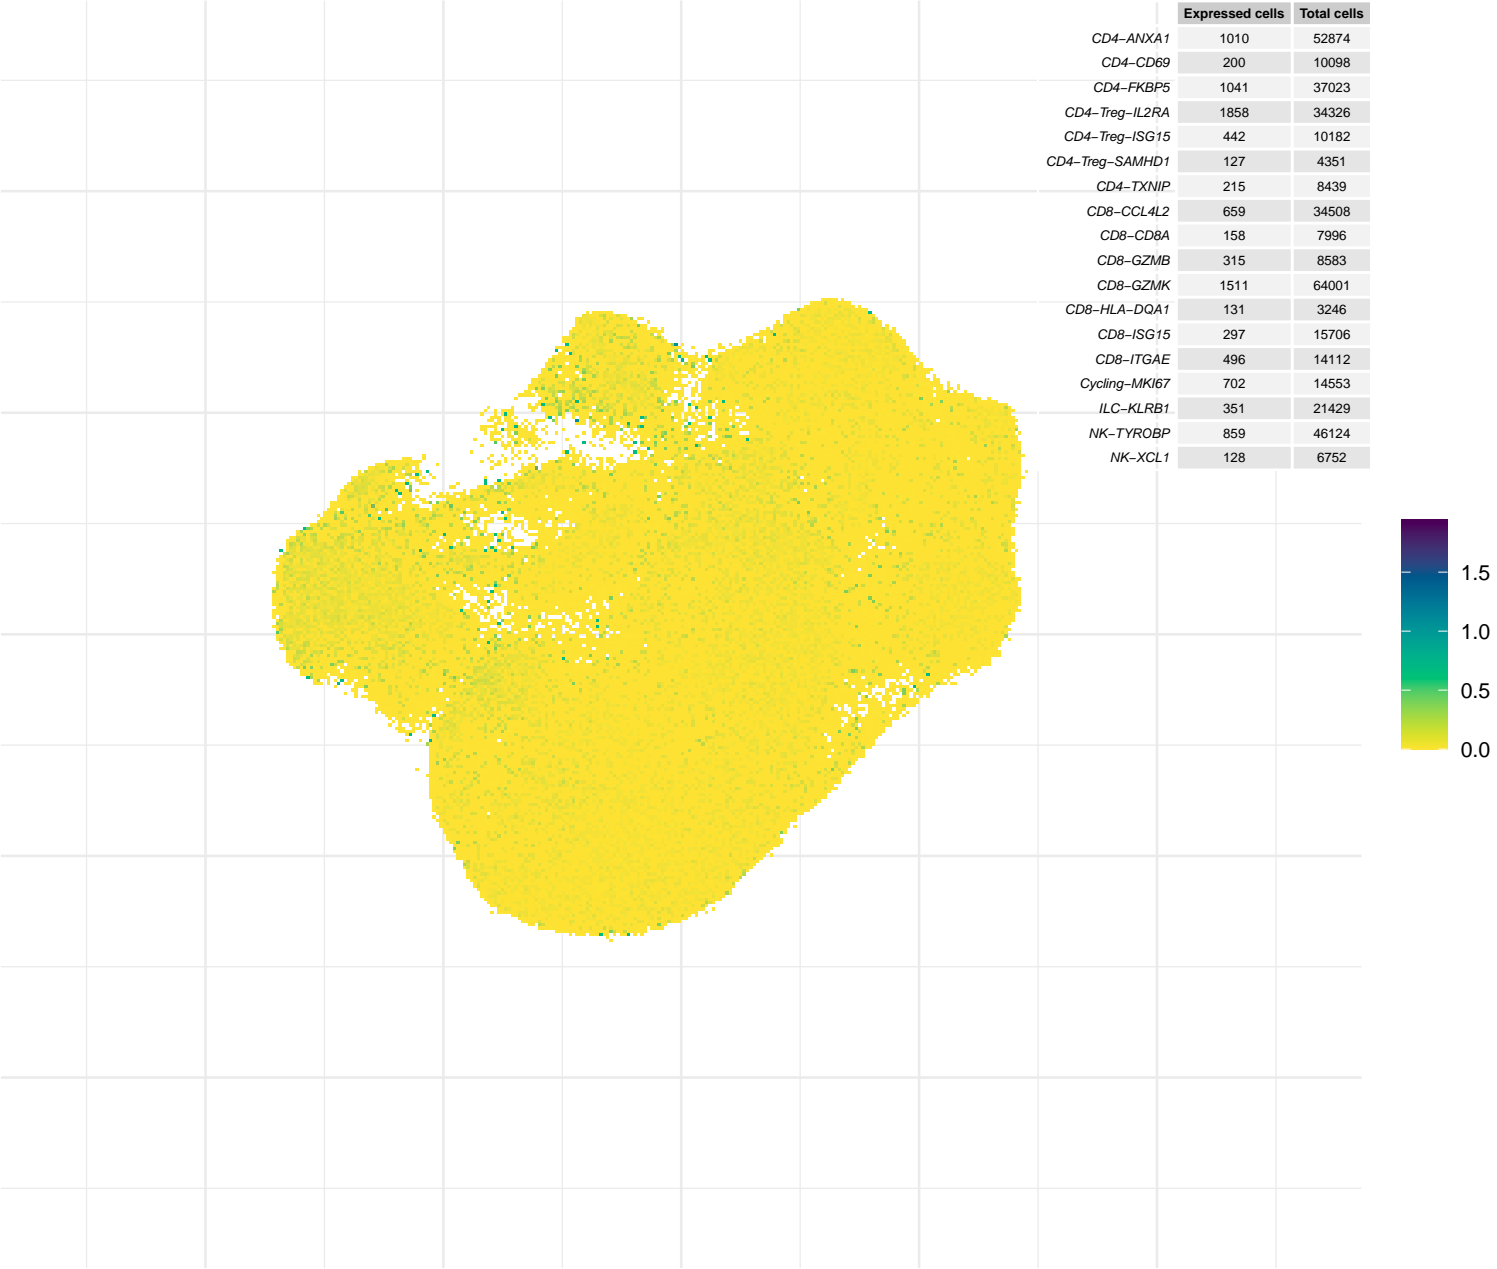 Expressed cells Total cells
CD4−ANXA1 1010 52874
CD4−CD69 200 10098
CD4−FKBP5 1041 37023
CD4−Treg−IL2RA 1858 34326
CD4−Treg−ISG15 442 10182
CD4−Treg−SAMHD1 127 4351
CD4−TXNIP 215 8439
CD8−CCL4L2 659 34508
CD8−CD8A 158 7996
CD8−GZMB 315 8583
CD8−GZMK 1511 64001
CD8−HLA−DQA1 131 3246
CD8−ISG15 297 15706
CD8−ITGAE 496 14112
Cycling−MKI67 702 14553
ILC−KLRB1 351 21429
NK−TYROBP 859 46124
NK−XCL1 128 6752
1.5
1.0
0.5
0.0